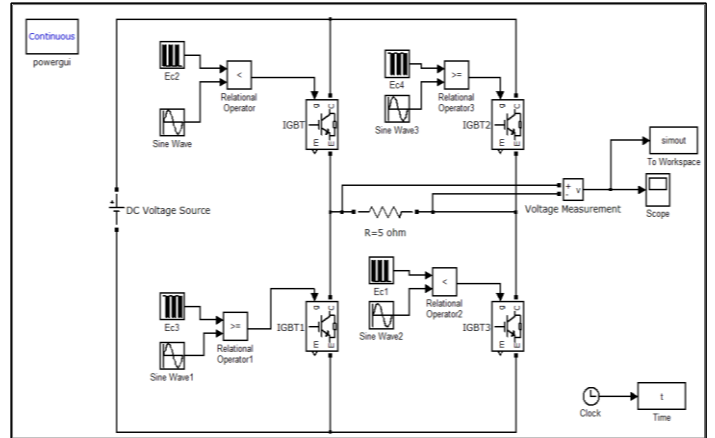 Continuous
powergui
Ec2
<
Relational
Operator
Sine Wave
IGBT
g
C
E
E
Ec4
>=
Relational
Operator3
Sine Wave3
IGBT2
g
C
E
E
simout
To Workspace
+
-
v
Voltage Measurement
Scope
+
DC Voltage Source
R=5 ohm
Ec3
>=
Relational
Operator1
Sine Wave1
IGBT1
g
C
E
E
Ec1
<
Relational
Operator2
Sine Wave2
IGBT3
g
C
E
E
Clock
t
Time